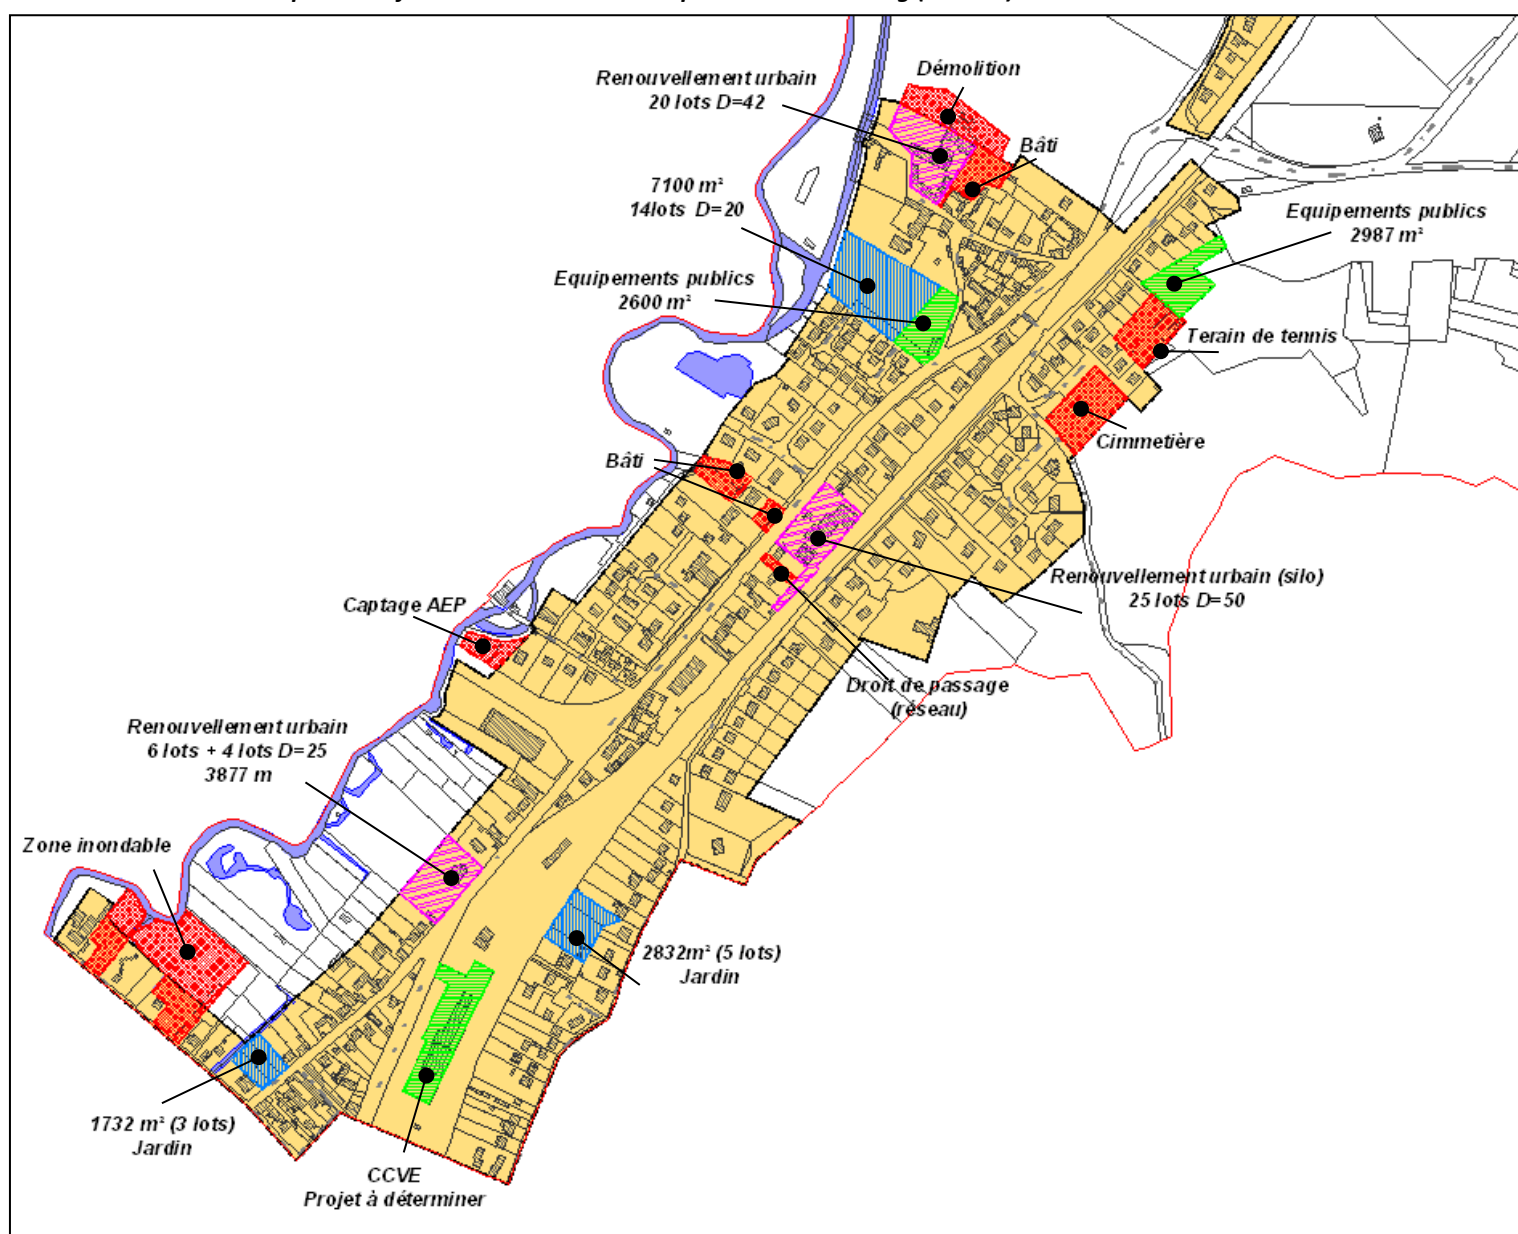 Démolition
Renouvellement urbain
20 lots D=42
Bâti
7100 m²
14lots D=20
Equipements publics
2987 m²
Equipements publics
2600 m²
Terain de tennis
Cimmetière
Bâti
Renouvellement urbain (silo)
25 lots D=50
Captage AEP
Droit de passage
(réseau)
Renouvellement urbain
6 lots + 4 lots D=25
3877 m
Zone inondable
2832m² (5 lots)
Jardin
1732 m² (3 lots)
Jardin
CCVE
Projet à déterminer